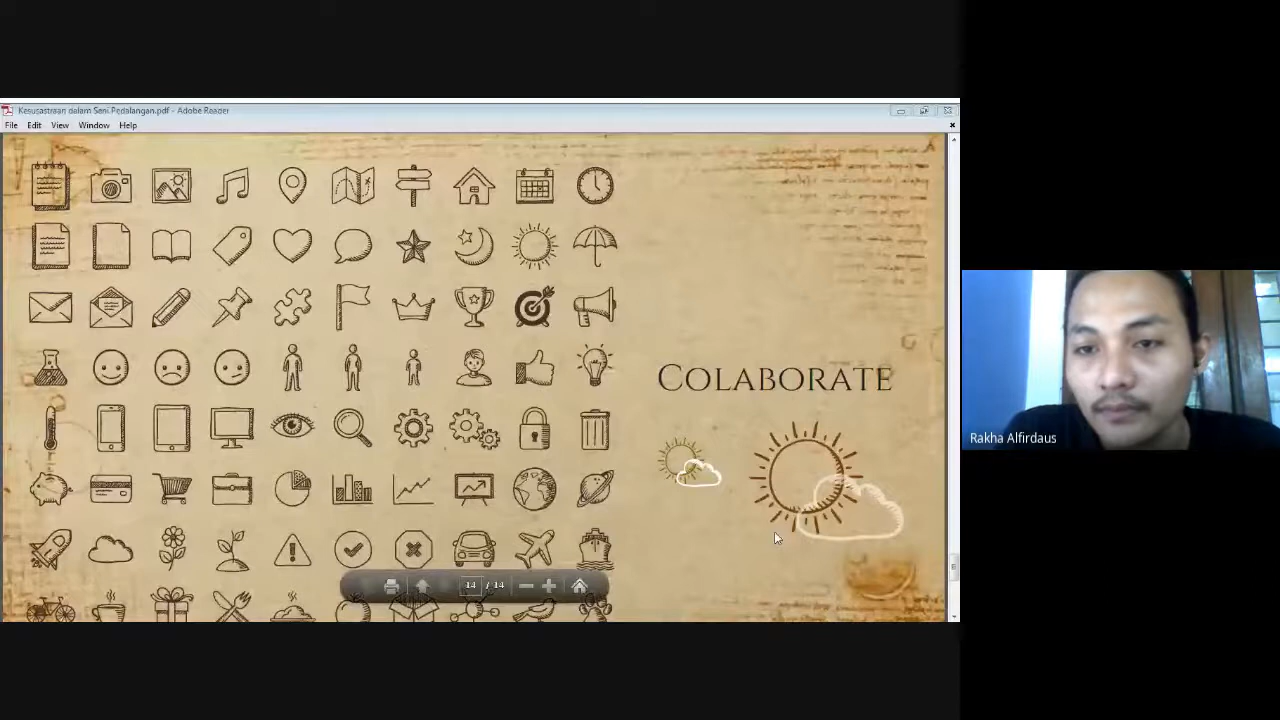 Kesusastraan dalam Seni Pedalangan.pdf - Adobe Reader
File Edit View Window Help
COLABORATE
Rakha Alfirdaus
14 / 14